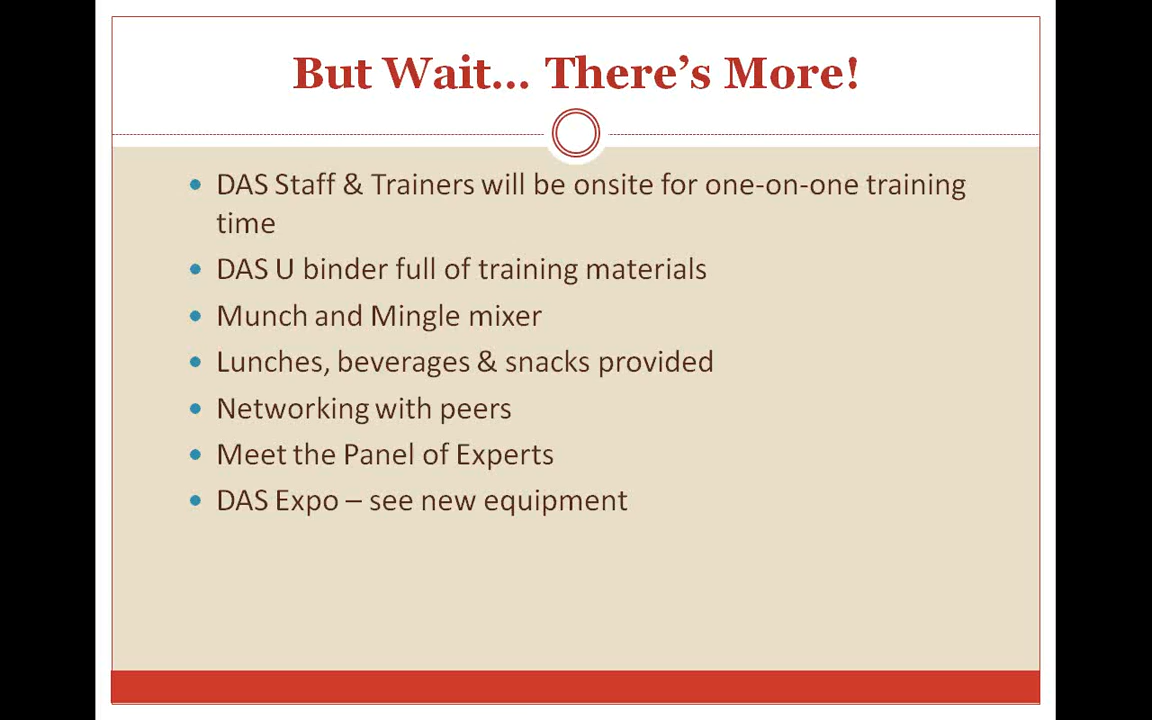 But Wait... There’s More!
• DAS Staff & Trainers will be onsite for one-on-one training
time
• DAS U binder full of training materials
• Munch and Mingle mixer
• Lunches, beverages & snacks provided
• Networking with peers
• Meet the Panel of Experts
• DAS Expo – see new equipment